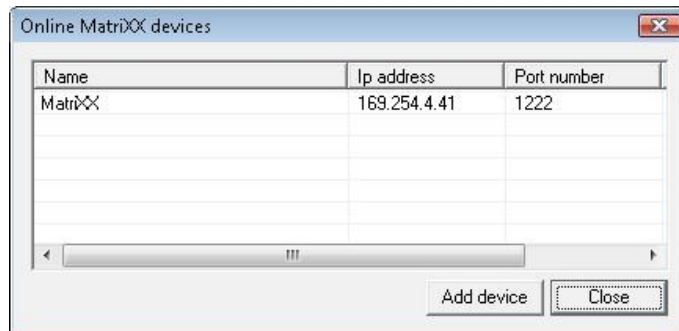 Online MatriXX devices
Name Ip address Port number
MatriXX 169.254.4.41 1222
Add device Close